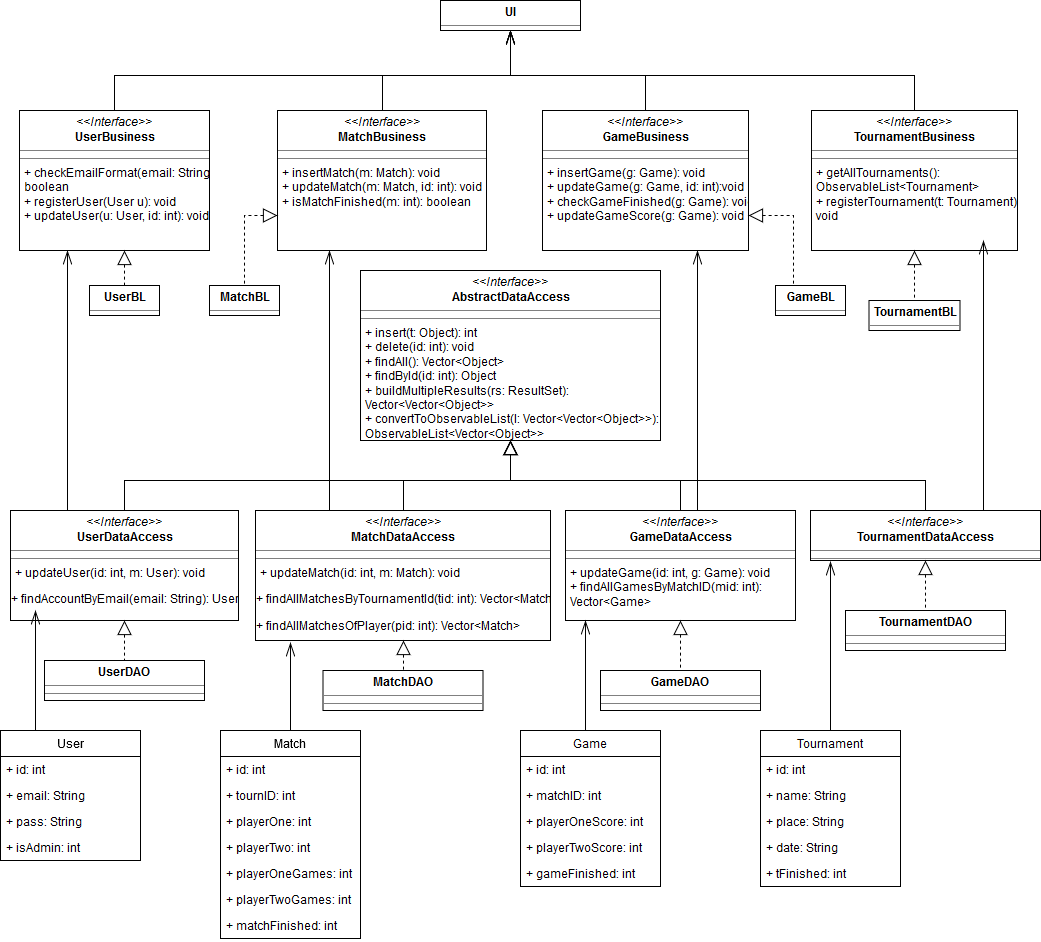 UI
<<Interface>>
UserBusiness
+ checkEmailFormat(email: String
boolean
+ registerUser(User u): void
+ updateUser(u: User, id: int): void
<<Interface>>
MatchBusiness
+ insertMatch(m: Match): void
+ updateMatch(m: Match, id: int): void
+ isMatchFinished(m: int): boolean
<<Interface>>
GameBusiness
+ insertGame(g: Game): void
+ updateGame(g: Game, id: int):void
+ checkGameFinished(g: Game): voi
+ updateGameScore(g: Game): void
<<Interface>>
TournamentBusiness
+ getAllTournaments():
ObservableList<Tournament>
+ registerTournament(t: Tournament)
void
UserBL
MatchBL
GameBL
TournamentBL
<<Interface>>
AbstractDataAccess
+ insert(t: Object): int
+ delete(id: int): void
+ findAll(): Vector<Object>
+ findById(id: int): Object
+ buildMultipleResults(rs: ResultSet):
Vector<Vector<Object>>
+ convertToObservableList(l: Vector<Vector<Object>>):
ObservableList<Vector<Object>>
<<Interface>>
UserDataAccess
+ updateUser(id: int, m: User): void
+ findAccountByEmail(email: String): User
<<Interface>>
MatchDataAccess
+ updateMatch(id: int, m: Match): void
+ findAllMatchesByTournamentId(tid: int): Vector<Match
+ findAllMatchesOfPlayer(pid: int): Vector<Match>
<<Interface>>
GameDataAccess
+ updateGame(id: int, g: Game): void
+ findAllGamesByMatchID(mid: int):
Vector<Game>
<<Interface>>
TournamentDataAccess
UserDAO
MatchDAO
GameDAO
TournamentDAO
User
+ id: int
+ email: String
+ pass: String
+ isAdmin: int
Match
+ id: int
+ tournID: int
+ playerOne: int
+ playerTwo: int
+ playerOneGames: int
+ playerTwoGames: int
+ matchFinished: int
Game
+ id: int
+ matchID: int
+ playerOneScore: int
+ playerTwoScore: int
+ gameFinished: int
Tournament
+ id: int
+ name: String
+ place: String
+ date: String
+ tFinished: int